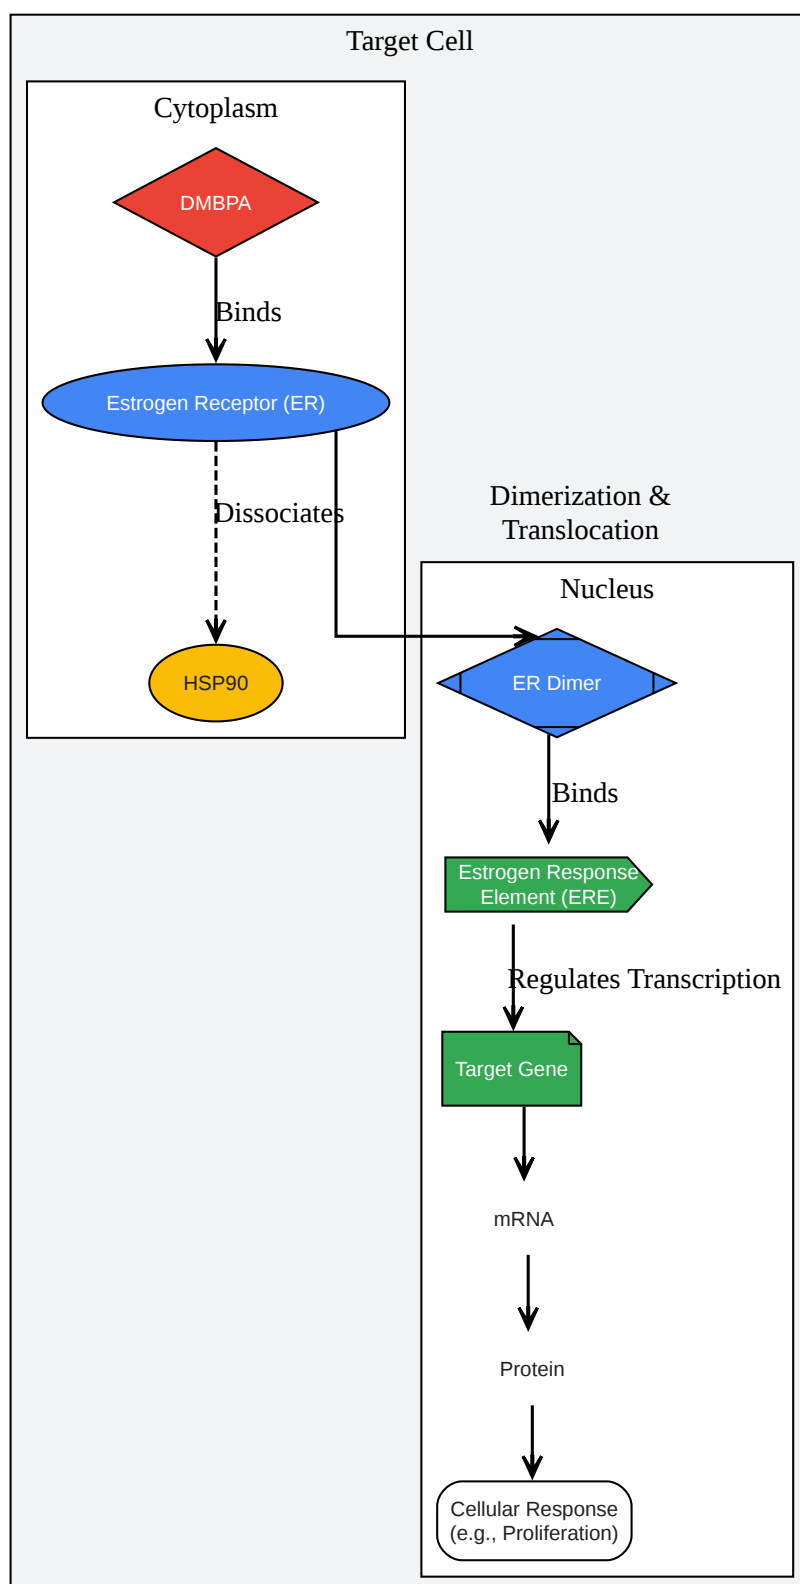 Target Cell
Cytoplasm
DMBPA
Binds
Estrogen Receptor (ER)
Dissociates
HSP90
Dimerization &
Translocation
Nucleus
ER Dimer
Binds
Estrogen Response
Element (ERE)
Regulates Transcription
Target Gene
mRNA
Protein
Cellular Response
(e.g., Proliferation)